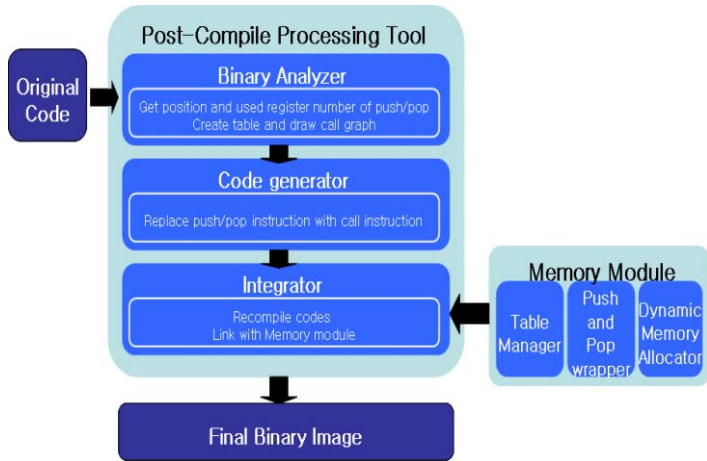 Post-Compile Processing Tool
Original
Code
Binary Analyzer
Get position and used register number of push/pop
Create table and draw call graph
Code generator
Replace push/pop instruction with call instruction
Integrator
Recompile codes
Link with Memory module
Memory Module
Table
Manager
Push
and
Pop
wrapper
Dynamic
Memory
Allocator
Final Binary Image